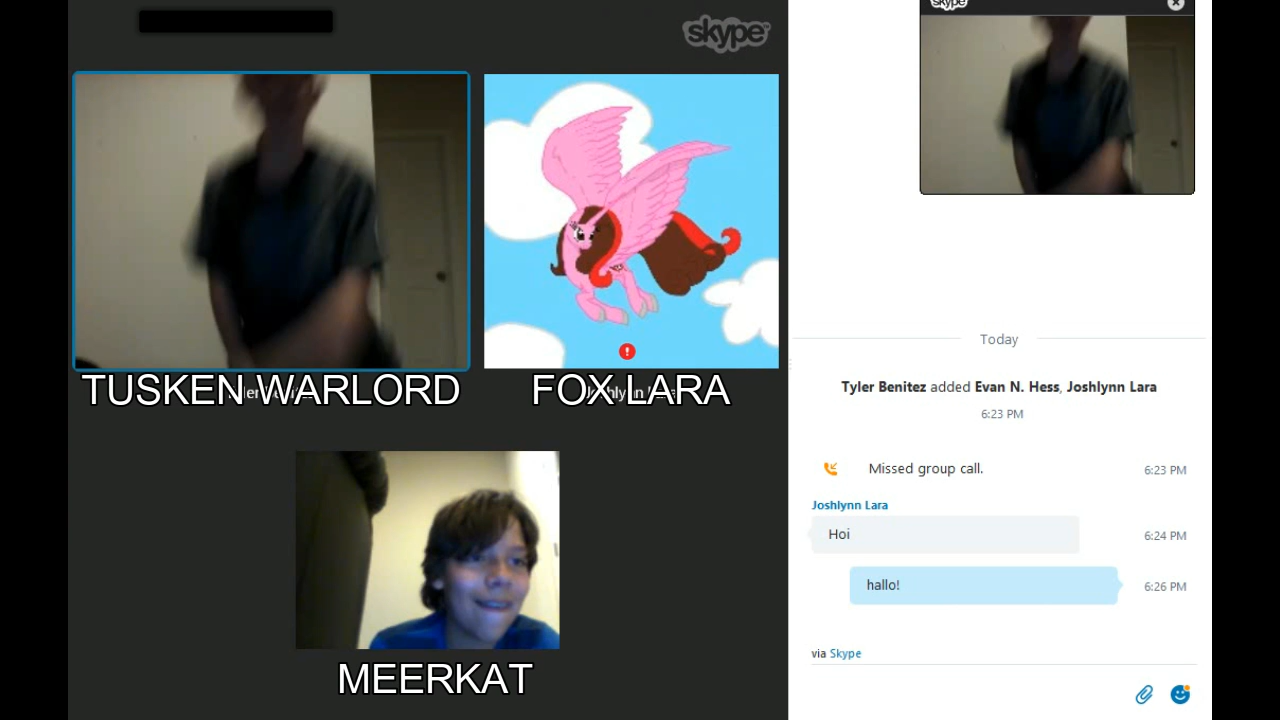 skype
skype
TUSKEN WARLORD
FOX LARA
MEERKAT
Today
Tyler Benitez added Evan N. Hess, Joshlynn Lara
6:23 PM
Missed group call.
6:23 PM
Joshlynn Lara
Hoi
6:24 PM
hallo!
6:26 PM
via Skype